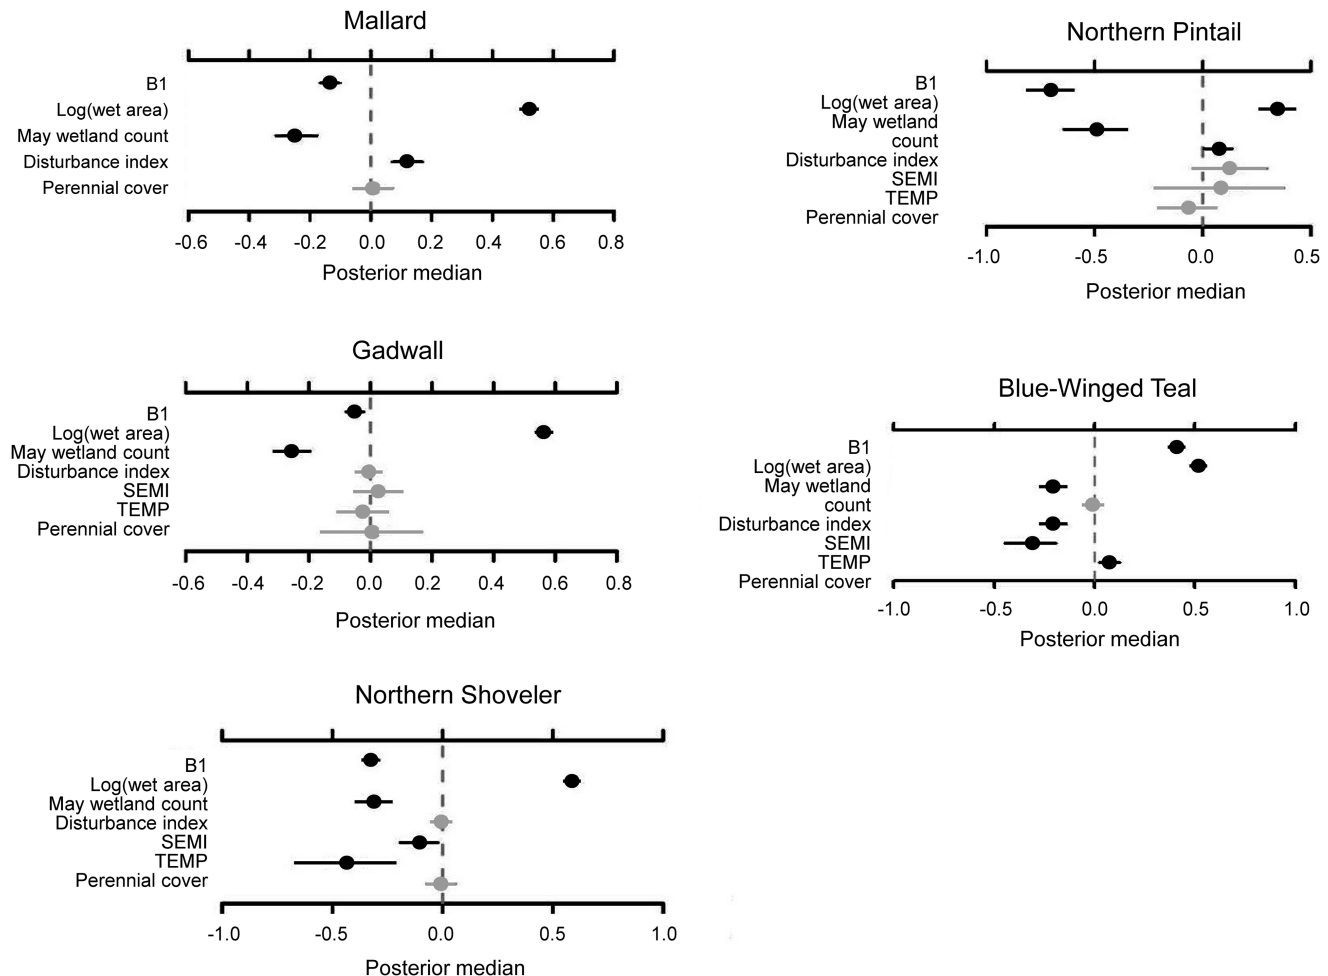 Mallard
B1
Log(wet area)
May wetland count
Disturbance index
Perennial cover
-0.6 -0.4 -0.2 0.0 0.2 0.4 0.6 0.8
Posterior median
Northern Pintail
B1
Log(wet area)
May wetland
count
Disturbance index
SEMI
TEMP
Perennial cover
-1.0 -0.5 0.0 0.5
Posterior median
Gadwall
B1
Log(wet area)
May wetland count
Disturbance index
SEMI
TEMP
Perennial cover
-0.6 -0.4 -0.2 0.0 0.2 0.4 0.6 0.8
Posterior median
Blue-Winged Teal
B1
Log(wet area)
May wetland
count
Disturbance index
SEMI
TEMP
Perennial cover
-1.0 -0.5 0.0 0.5 1.0
Posterior median
Northern Shoveler
B1
Log(wet area)
May wetland count
Disturbance index
SEMI
TEMP
Perennial cover
-1.0 -0.5 0.0 0.5 1.0
Posterior median